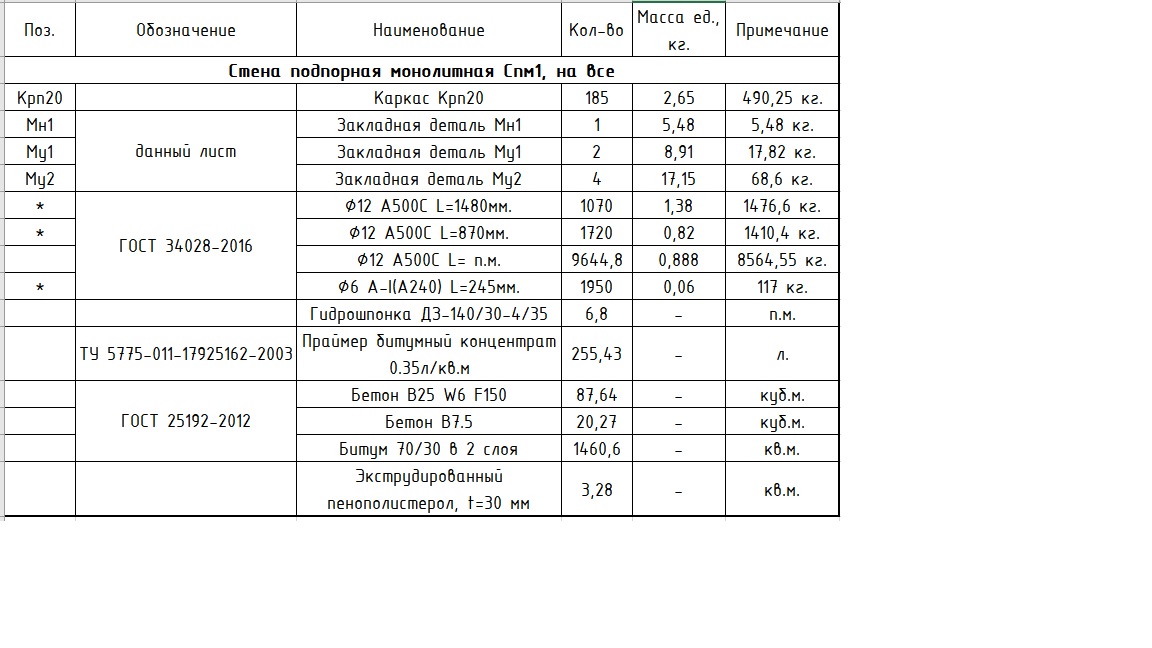 Поз. Обозначение Наименование Кол-во Масса ед., кг. Примечание
Стена подпорная монолитная Спм1, на все
Крп20 Каркас Крп20 185 2,65 490,25 кг.
Мн1 данный лист Закладная деталь Мн1 1 5,48 5,48 кг.
Му1 Закладная деталь Му1 2 8,91 17,82 кг.
Му2 Закладная деталь Му2 4 17,15 68,6 кг.
* ГОСТ 34028-2016 Ф12 А500С L=1480мм. 1070 1,38 1476,6 кг.
* Ф12 А500С L=870мм. 1720 0,82 1410,4 кг.
Ф12 А500С L= п.м. 9644,8 0,888 8564,55 кг.
* Ф6 А-I(А240) L=245мм. 1950 0,06 117 кг.
Гидрошпонка ДЗ-140/30-4/35 6,8 - п.м.
ТУ 5775-011-17925162-2003 Праймер битумный концентрат 0.35л/кв.м 255,43 - л.
ГОСТ 25192-2012 Бетон В25 W6 F150 87,64 - куб.м.
Бетон В7.5 20,27 - куб.м.
Битум 70/30 в 2 слоя 1460,6 - кв.м.
Экструдированный пенополистерол, t=30 мм 3,28 - кв.м.